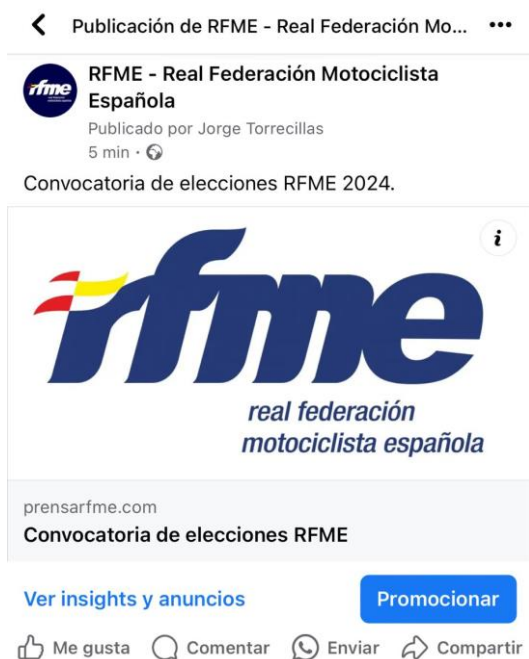 Publicación de RFME - Real Federación Mo...
rfme
RFME - Real Federación Motociclista
Española
Publicado por Jorge Torrecillas
5 min ·
Convocatoria de elecciones RFME 2024.
i
rfme
real federación
motociclista española
prensarfme.com
Convocatoria de elecciones RFME
Ver insights y anuncios
Promocionar
Me gusta
Comentar
Enviar
Compartir